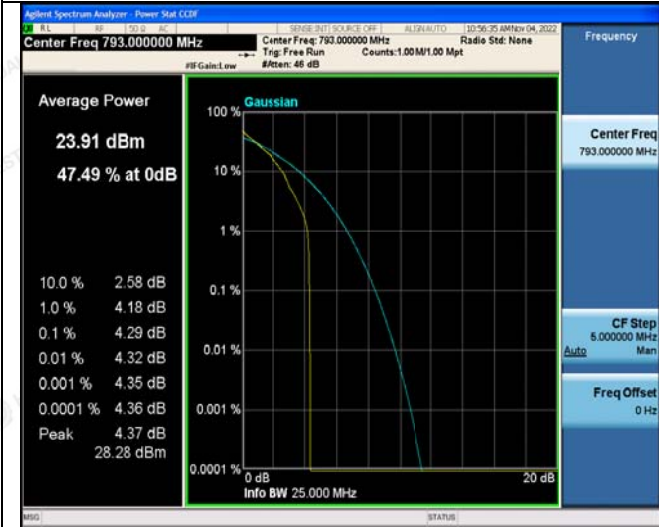 Agilent Spectrum Analyzer - Power Stat CCDF
RL RF 50 Ω AC SENSE:INT SOURCE OFF ALIGNAUTO 10:56:35 AM Nov 04, 2022
Center Freq 793.000000 MHz
Center Freq: 793.000000 MHz Radio Std: None
Trig: Free Run Counts:1.00 M/1.00 Mpt
#IFGain:Low #Atten: 46 dB
Frequency
Average Power
23.91 dBm
47.49 % at 0dB
10.0 % 2.58 dB
1.0 % 4.18 dB
0.1 % 4.29 dB
0.01 % 4.32 dB
0.001 % 4.35 dB
0.0001 % 4.36 dB
Peak 4.37 dB
28.28 dBm
Gaussian
100 %
10 %
1 %
0.1 %
0.01 %
0.001 %
0.0001 %
0 dB 20 dB
Info BW 25.000 MHz
Center Freq
793.000000 MHz
CF Step
5.000000 MHz
Auto Man
Freq Offset
0 Hz
MSG STATUS